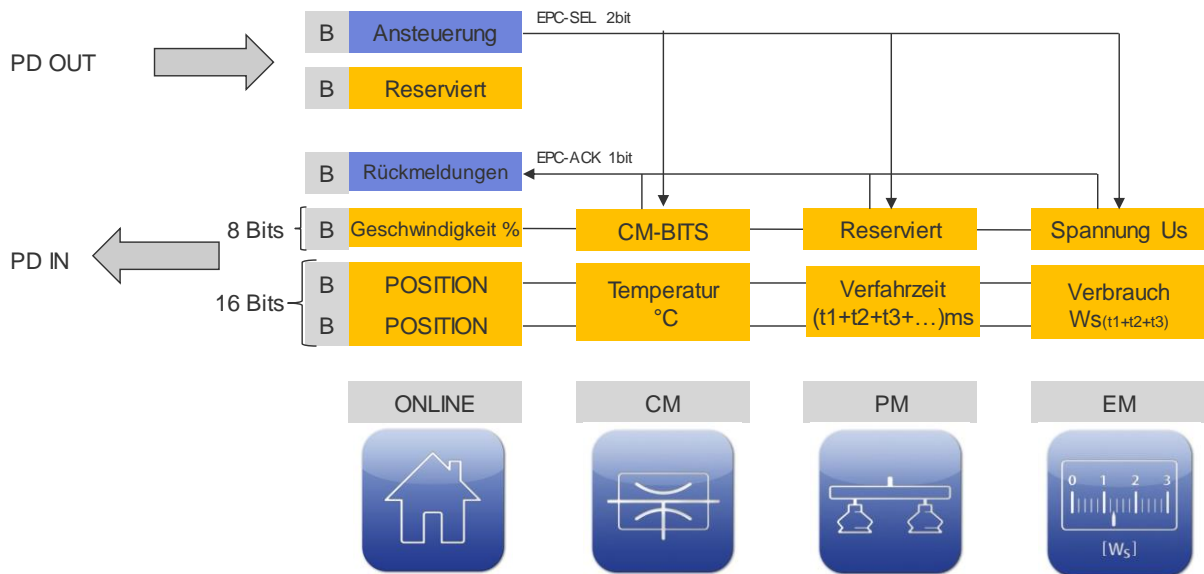 EPC-SEL 2bit
B Ansteuerung
PD OUT
B Reserviert
EPC-ACK 1bit
B Rückmeldungen
8 Bits B Geschwindigkeit % CM-BITS Reserviert Spannung Us
PD IN
16 Bits
B POSITION
B POSITION
Temperatur
°C
Verfahrzeit
(t1+t2+t3+…)ms
Verbrauch
Ws(t1+t2+t3)
ONLINE CM PM EM
0 1 2 3
[Ws]